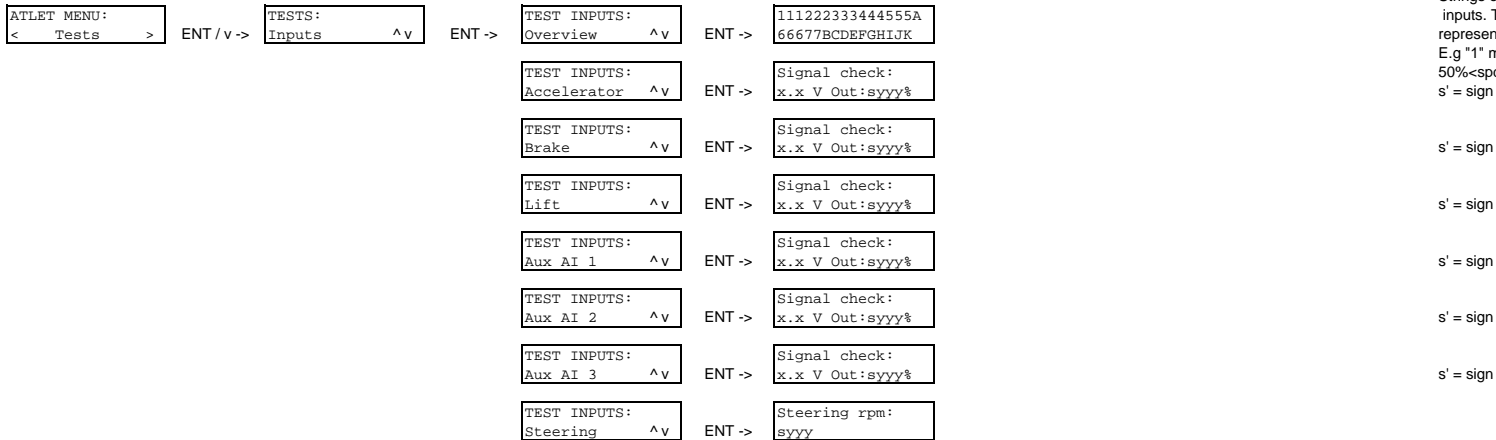 Strings
ATLET MENU: TESTS: TEST INPUTS: 111222333444555A inputs.
< Tests > ENT / v -> Inputs ^ v ENT -> Overview ^ v ENT -> 66677BCDEFGHIJK
E.g "1"
TEST INPUTS: Signal check:
Accelerator ^ v ENT -> x.x V Out:syyy% s' = sign
TEST INPUTS: Signal check:
Brake ^ v ENT -> x.x V Out:syyy% s' = sign
TEST INPUTS: Signal check:
Lift ^ v ENT -> x.x V Out:syyy% s' = sign
TEST INPUTS: Signal check:
Aux AI 1 ^ v ENT -> x.x V Out:syyy% s' = sign
TEST INPUTS: Signal check:
Aux AI 2 ^ v ENT -> x.x V Out:syyy% s' = sign
TEST INPUTS: Signal check:
Aux AI 3 ^ v ENT -> x.x V Out:syyy% s' = sign
TEST INPUTS: Steering rpm:
Steering ^ v ENT -> syyy